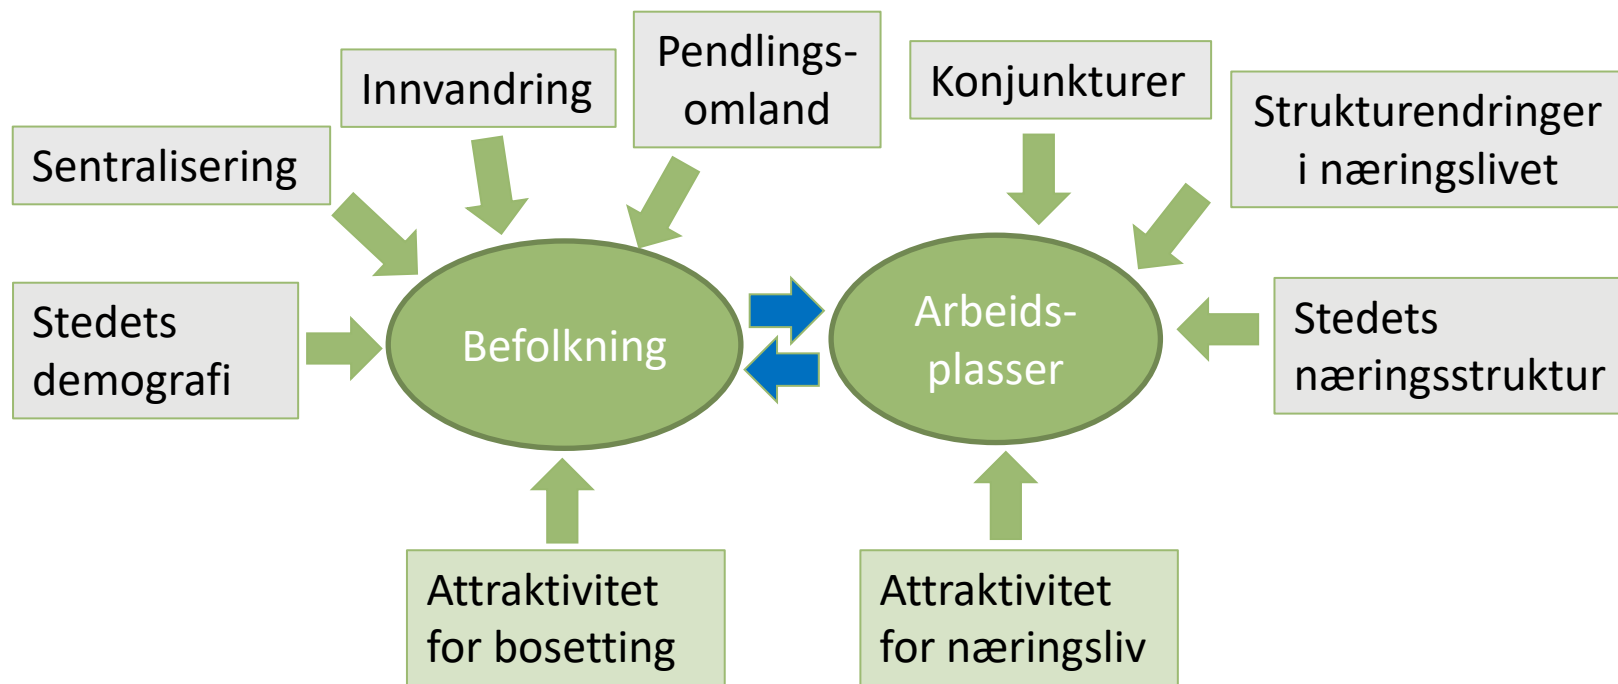 Pendlings-
omland
Innvandring
Konjunkturer
Strukturendringer
i næringslivet
Sentralisering
Stedets
demografi
Befolkning
Arbeids-
plasser
Stedets
næringsstruktur
Attraktivitet
for bosetting
Attraktivitet
for næringsliv